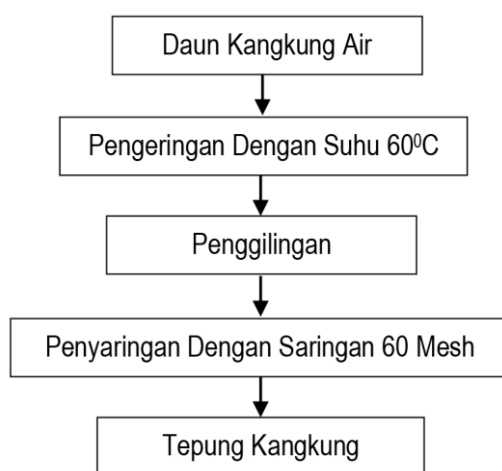 Daun Kangkung Air
Pengeringan Dengan Suhu 60⁰C
Penggilingan
Penyaringan Dengan Saringan 60 Mesh
Tepung Kangkung